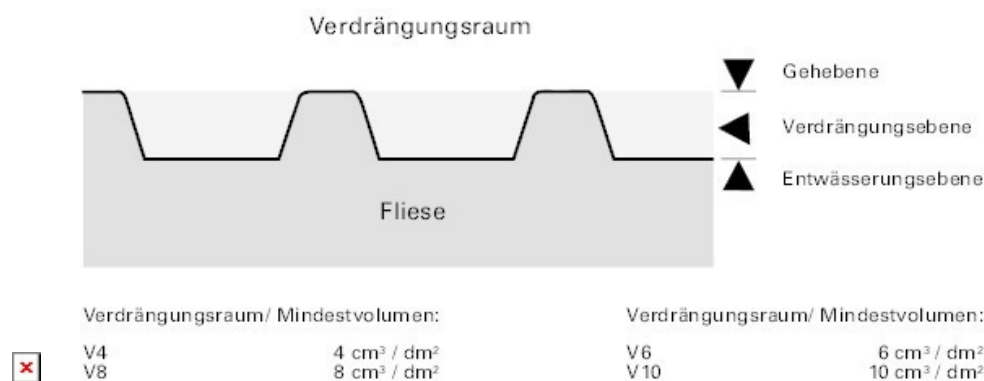 Verdrängungsraum
Gehebene
Verdrängungsebene
Entwässerungsebene
Fliese
Verdrängungsraum/ Mindestvolumen:
V4 4 cm³ / dm²
V8 8 cm³ / dm²
Verdrängungsraum/ Mindestvolumen:
V6 6 cm³ / dm²
V10 10 cm³ / dm²